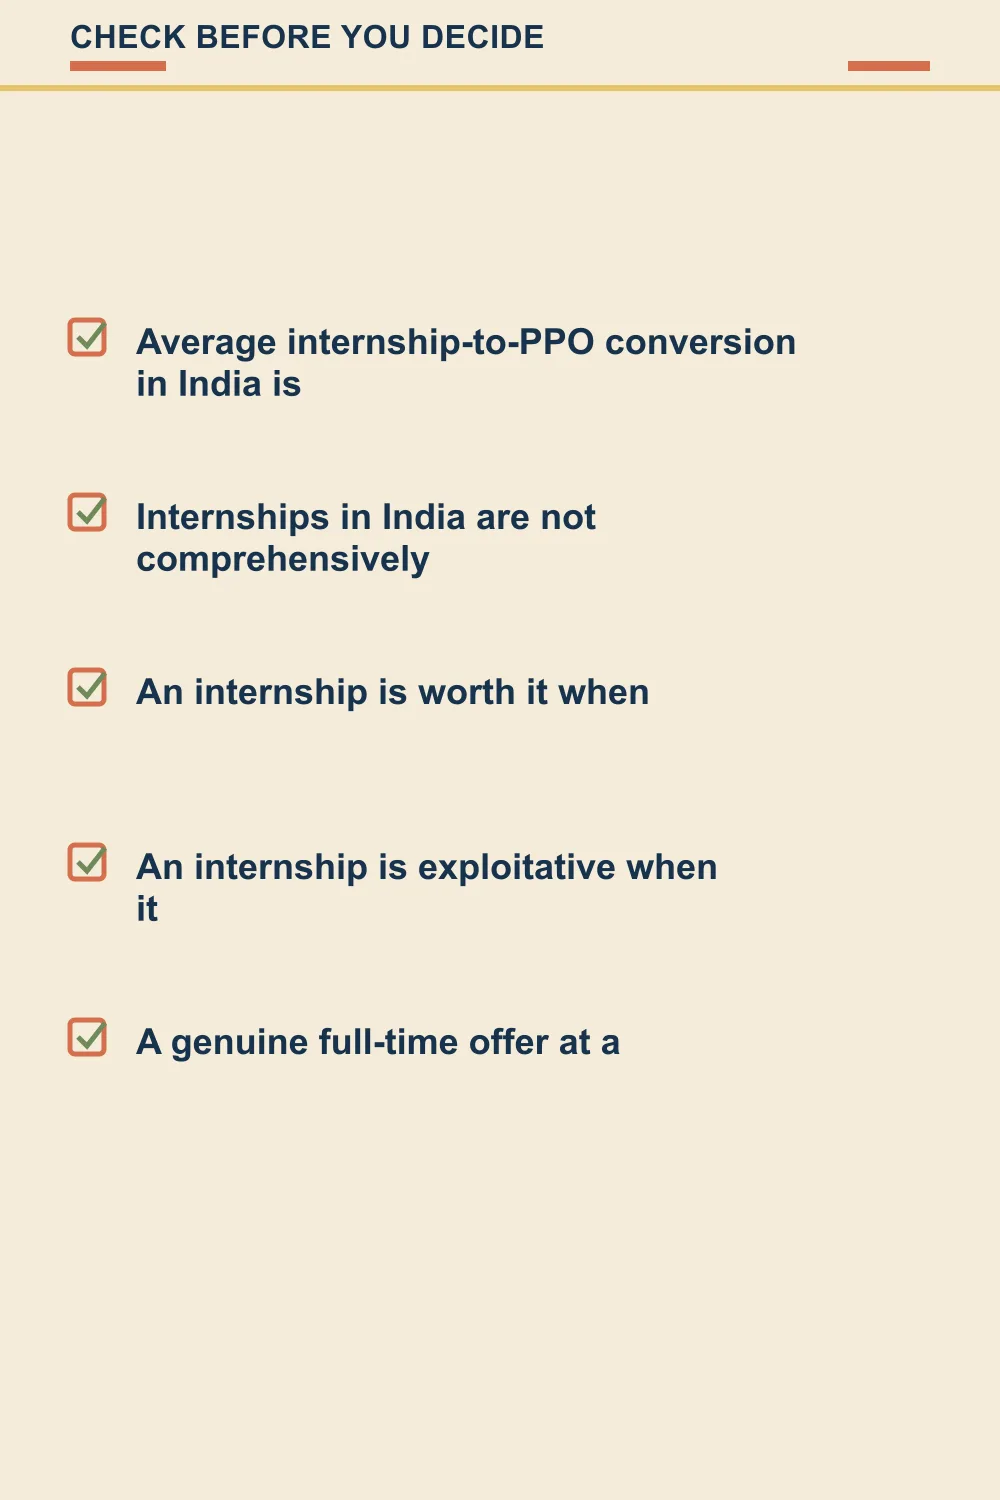 CHECK BEFORE YOU DECIDE
Average internship-to-PPO conversion
in India is
Internships in India are not
comprehensively
An internship is worth it when
An internship is exploitative when
it
A genuine full-time offer at a